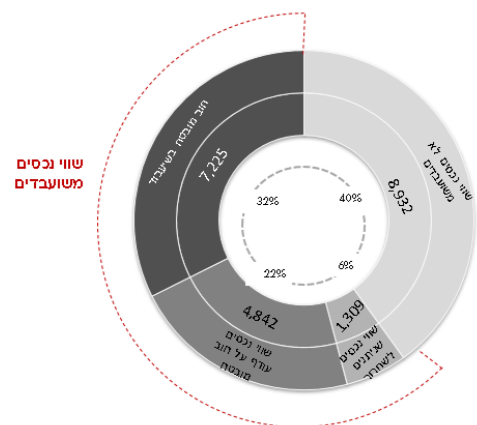 שווי נכסים
משועבדים
חוב מובטח בשיעבוד
7,225
שווי נכסים לא
משועבדים
8,932
32%
40%
22%
6%
4,842
שווי נכסים
עודף על חוב
מובטח
1,309
שווי נכסים
שניתנים
לשחרור